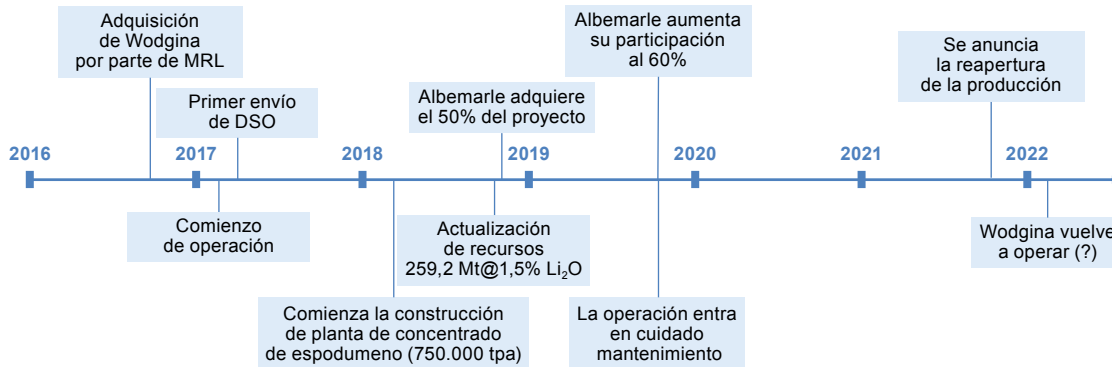 Adquisición
de Wodgina
por parte de MRL
Primer envío
de DSO
Albemarle adquiere
el 50% del proyecto
Albemarle aumenta
su participación
al 60%
Se anuncia
la reapertura
de la producción
2016
2017
2018
2019
2020
2021
2022
Comienzo
de operación
Comienza la construcción
de planta de concentrado
de espodumeno (750.000 tpa)
Actualización
de recursos
259,2 Mt@1,5% Li₂O
La operación entra
en cuidado
mantenimiento
Wodgina vuelve
a operar (?)